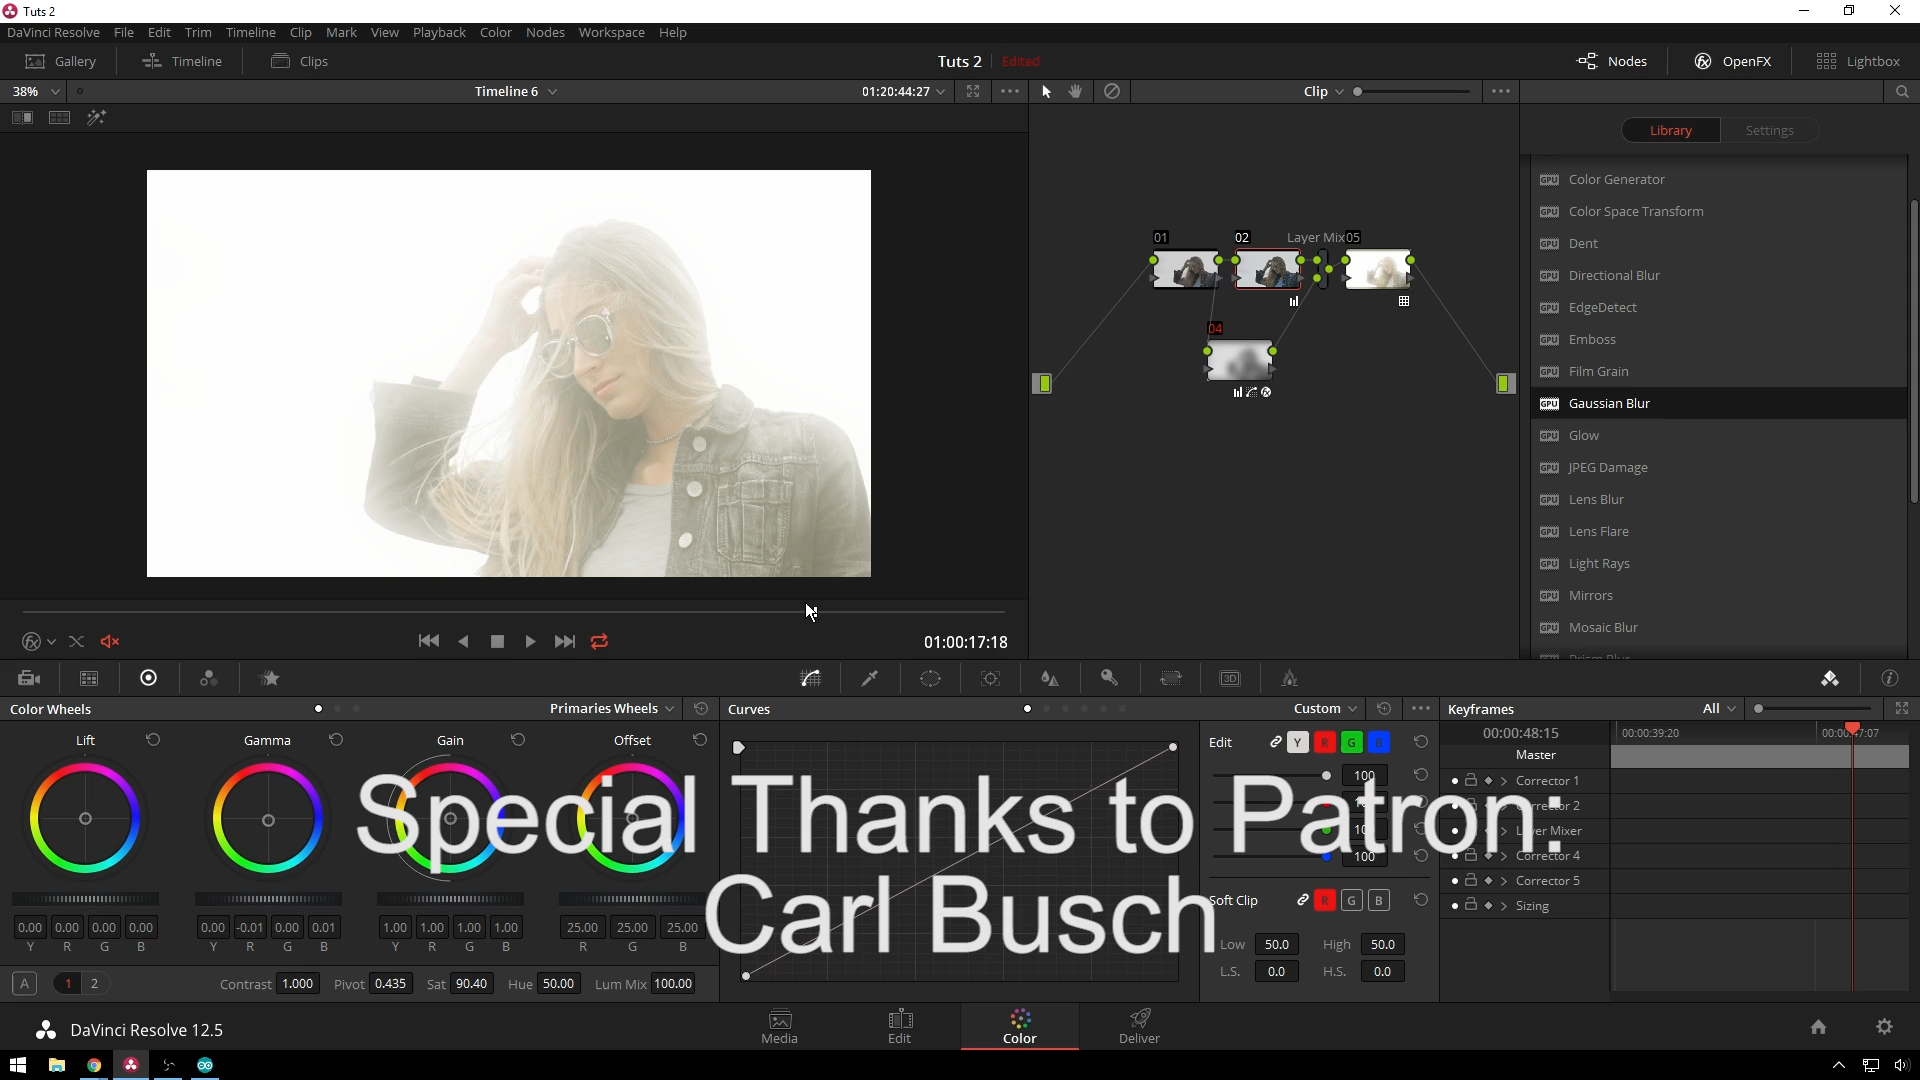 Tuts 2
DaVinci Resolve File Edit Trim Timeline Clip Mark View Playback Color Nodes Workspace Help
Gallery Timeline Clips Tuts 2 Edited Nodes OpenFX Lightbox
38% Timeline 6 01:20:44:27 Clip
Library Settings
Color Generator
Color Space Transform
Dent
Directional Blur
EdgeDetect
Emboss
Film Grain
Gaussian Blur
Glow
JPEG Damage
Lens Blur
Lens Flare
Light Rays
Mirrors
Mosaic Blur
01 02 Layer Mix 05
04
01:00:17:18
Color Wheels Primaries Wheels Curves Custom Keyframes All
Lift Gamma Gain Offset
Edit Y R G B
100
100
100
Soft Clip R G B
Low 50.0 High 50.0
L.S. 0.0 H.S. 0.0
00:00:48:15 00:00:39:20
Master
Corrector 1
Corrector 4
Corrector 5
Sizing
Special Thanks to Patron:
Carl Busch
0.00 0.00 0.00 0.00 0.00 -0.01 0.00 0.01 1.00 1.00 1.00 1.00 25.00 25.00 25.00
Y R G B Y R G B Y R G B R G B
A 1 2 Contrast 1.000 Pivot 0.435 Sat 90.40 Hue 50.00 Lum Mix 100.00
DaVinci Resolve 12.5 Media Edit Color Deliver